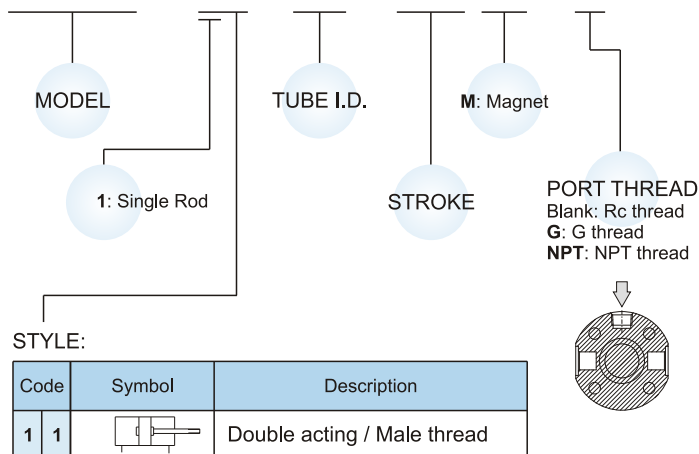 MODEL
TUBE I.D.
M: Magnet
1: Single Rod
STROKE
PORT THREAD
Blank: Rc thread
G: G thread
NPT: NPT thread
STYLE:
Code Symbol Description
1 1 Double acting / Male thread